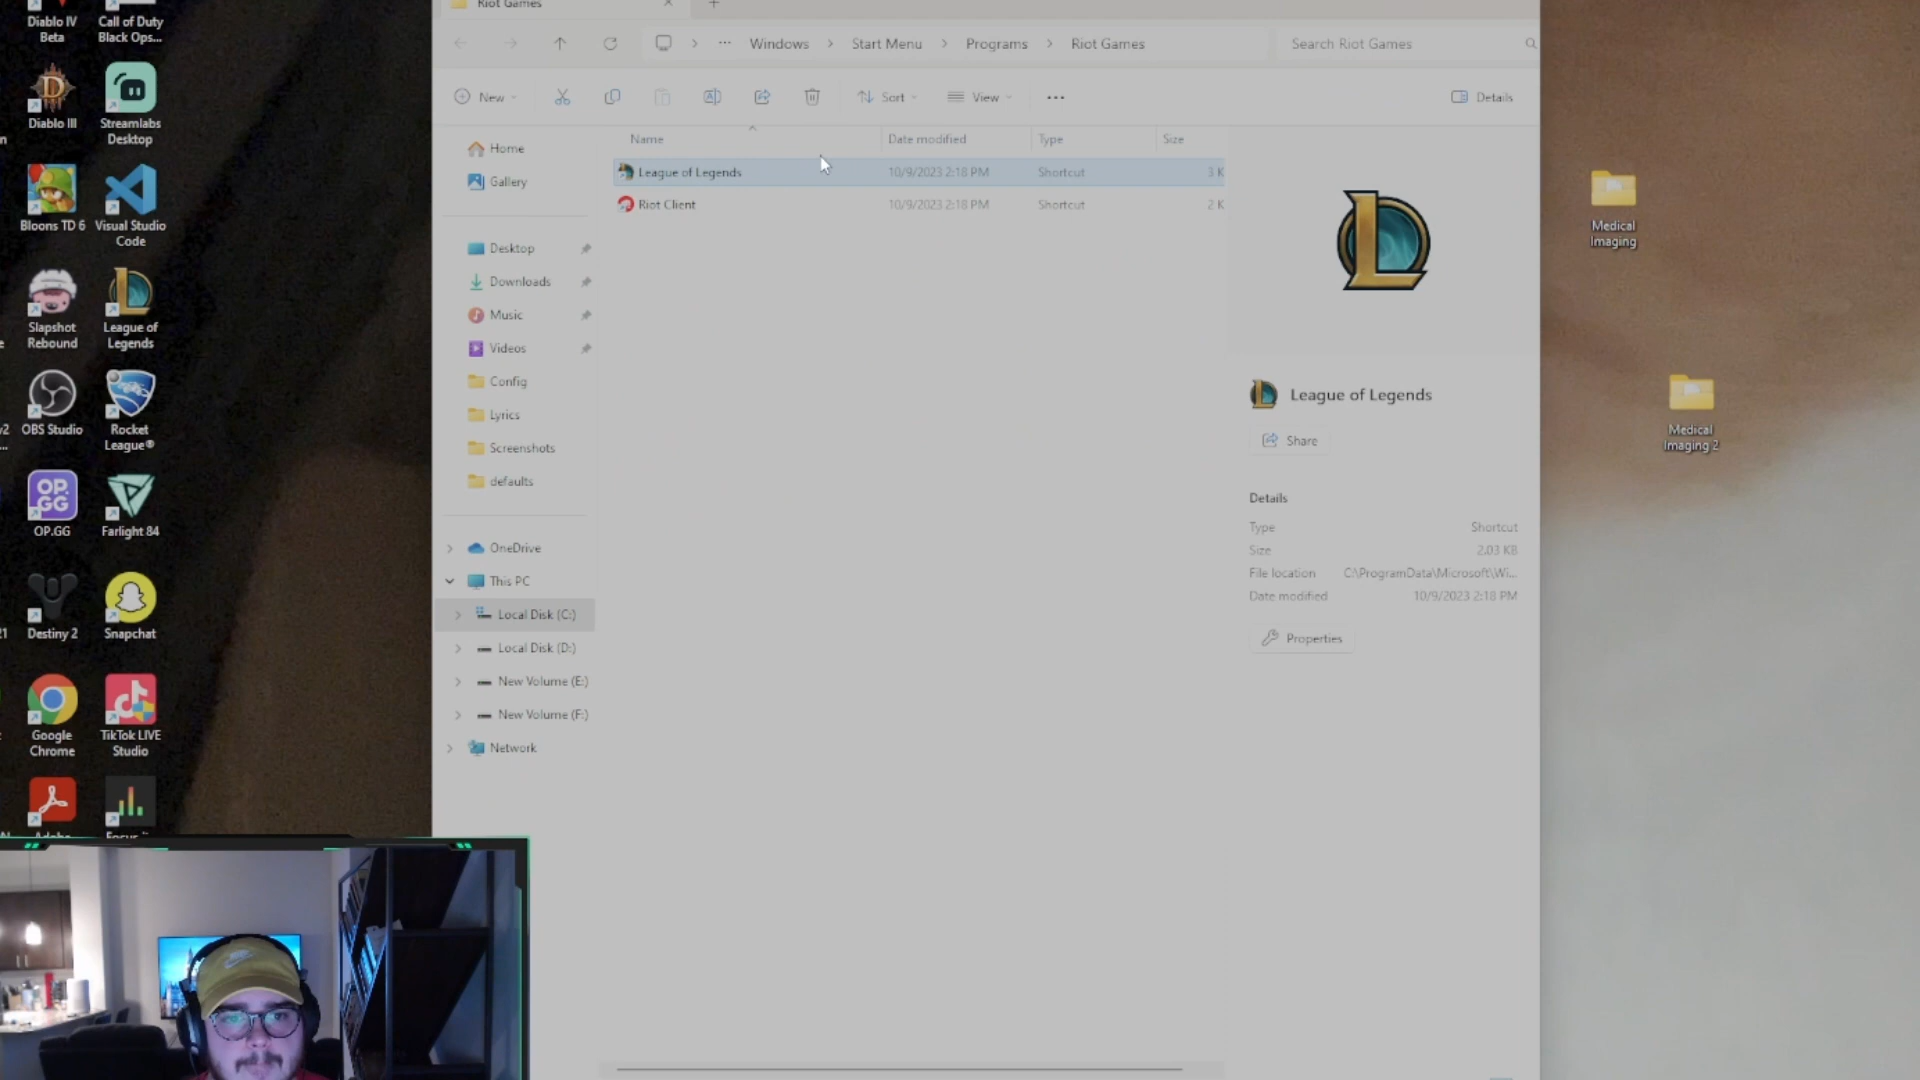 Diablo IV
Beta
Call of Duty
Black Ops...
Diablo III
Streamlabs
Desktop
Bloons TD 6
Visual Studio
Code
Slapshot
Rebound
League of
Legends
OBS Studio
Rocket
League®
OP.GG
OP.GG
Farlight 84
Destiny 2
Snapchat
Google
Chrome
TikTok LIVE
Studio
Riot Games
Windows > Start Menu > Programs > Riot Games
Search Riot Games
New
Sort
View
Details
Home
Gallery
Desktop
Downloads
Music
Videos
Config
Lyrics
Screenshots
defaults
OneDrive
This PC
Local Disk (C:)
Local Disk (D:)
New Volume (E:)
New Volume (F:)
Network
Name Date modified Type Size
League of Legends 10/9/2023 2:18 PM Shortcut 3 K
Riot Client 10/9/2023 2:18 PM Shortcut 2 K
League of Legends
Share
Details
Type Shortcut
Size 2.03 KB
File location C:\ProgramData\Microsoft\Wi...
Date modified 10/9/2023 2:18 PM
Properties
Medical
Imaging
Medical
Imaging 2